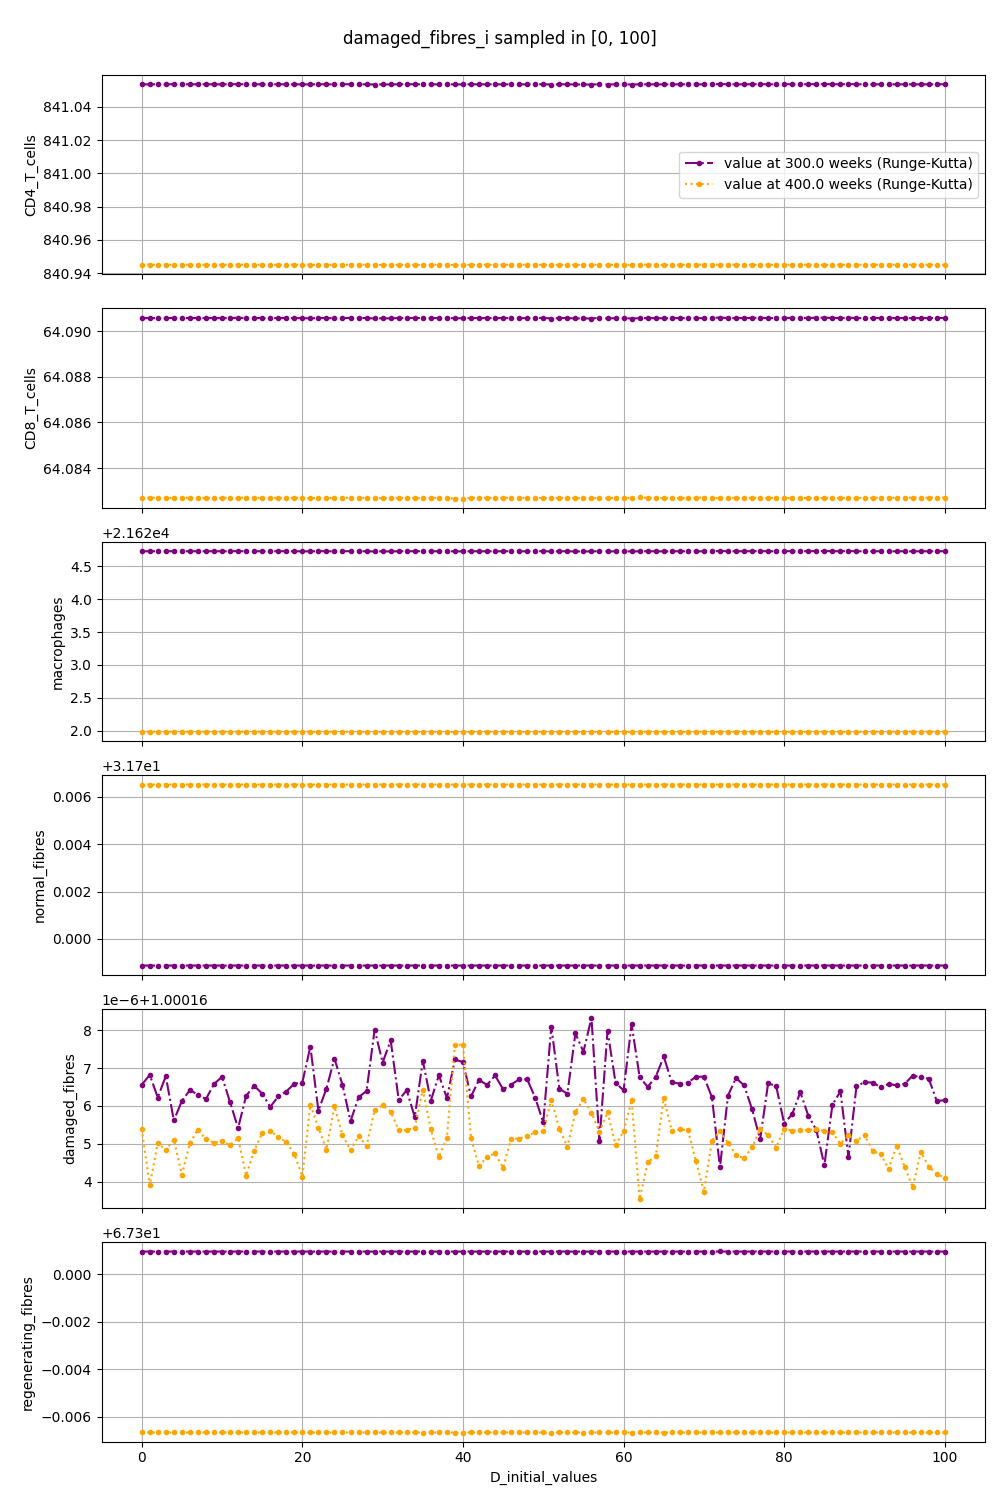 damaged_fibres_i sampled in [0, 100]
CD4_T_cells
841.04
841.02
841.00
840.98
840.96
840.94
value at 300.0 weeks (Runge-Kutta)
value at 400.0 weeks (Runge-Kutta)
CD8_T_cells
64.090
64.088
64.086
64.084
+2.162e4
macrophages
4.5
4.0
3.5
3.0
2.5
2.0
+3.17e1
normal_fibres
0.006
0.004
0.002
0.000
1e−6+1.00016
damaged_fibres
8
7
6
5
4
+6.73e1
regenerating_fibres
0.000
−0.002
−0.004
−0.006
0 20 40 60 80 100
D_initial_values